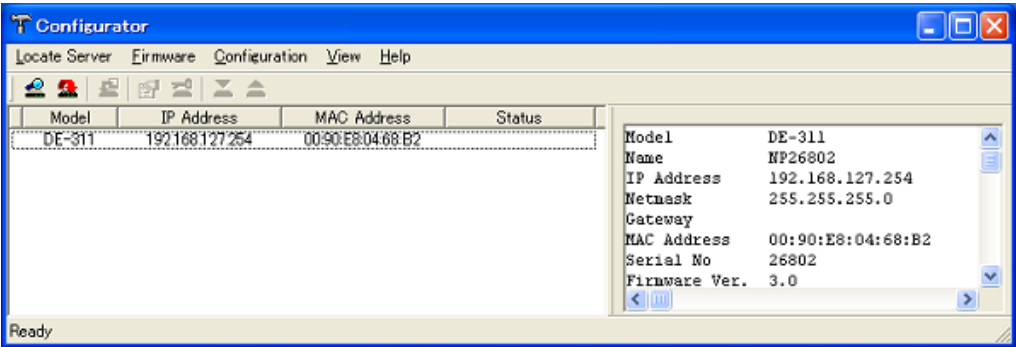 Configurator
Locate Server Firmware Configuration View Help
Model IP Address MAC Address Status
DE-311 192.168.127.254 00:90:E8:04:68:B2
Model DE-311
Name NP26802
IP Address 192.168.127.254
Netmask 255.255.255.0
Gateway
MAC Address 00:90:E8:04:68:B2
Serial No 26802
Firmware Ver. 3.0
Ready